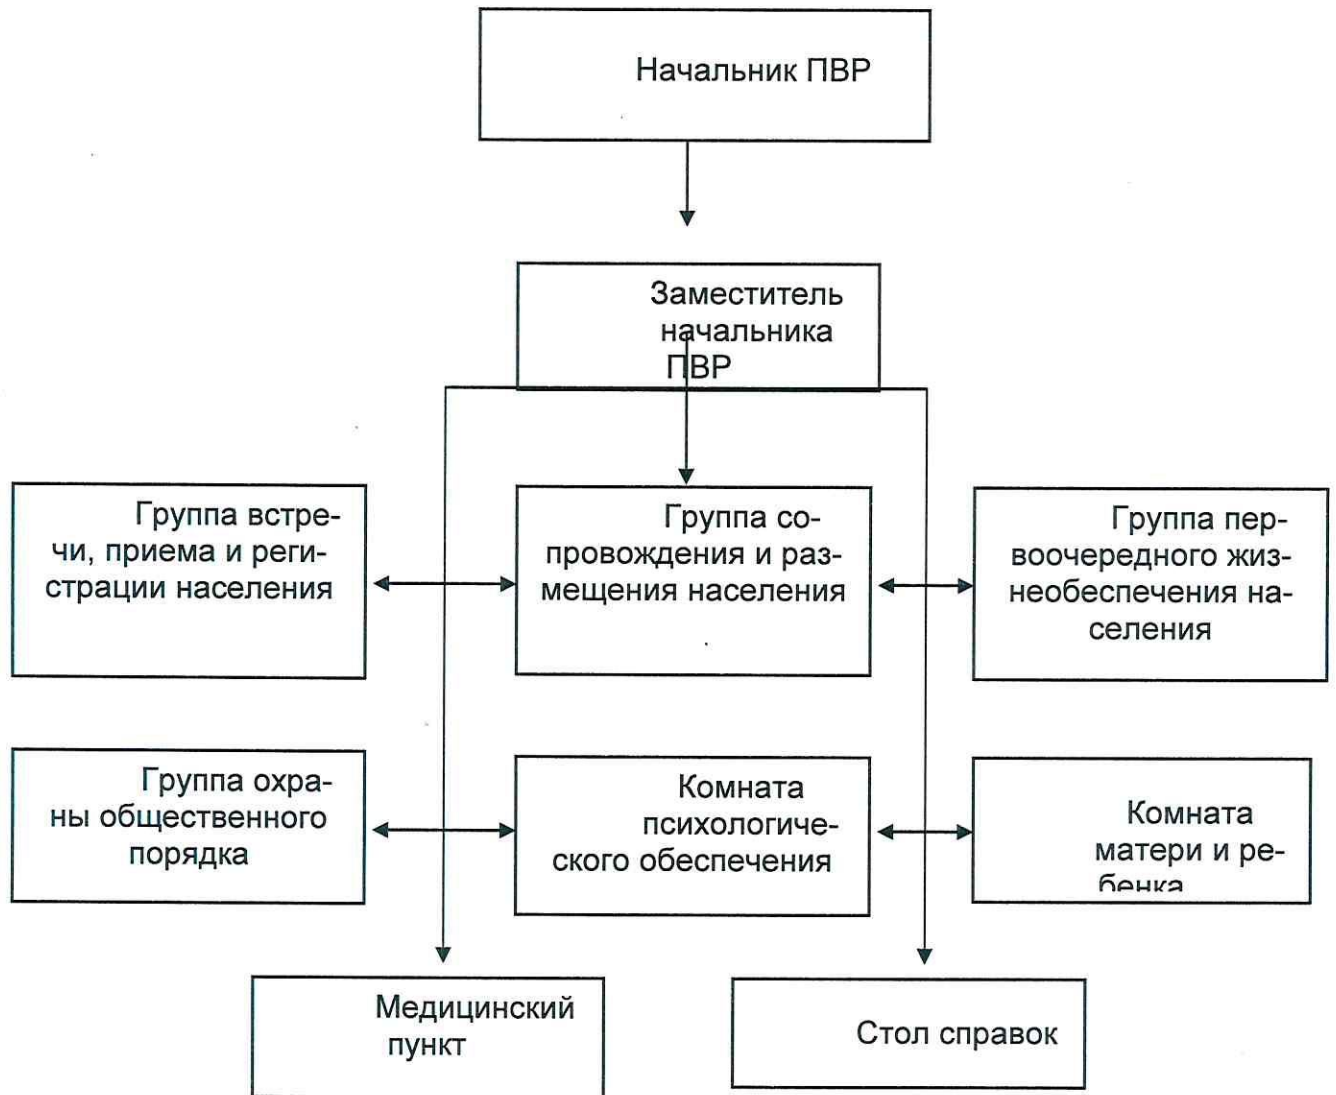 Начальник ПВР
Заместитель
начальника
ПВР
Группа встре-
чи, приема и реги-
страции населения
Группа со-
провождения и раз-
мещения населения
Группа пер-
воочередного жиз-
необеспечения на-
селения
Группа охра-
ны общественного
порядка
Комната
психологиче-
ского обеспечения
Комната
матери и ре-
бенка
Медицинский
пункт
Стол справок